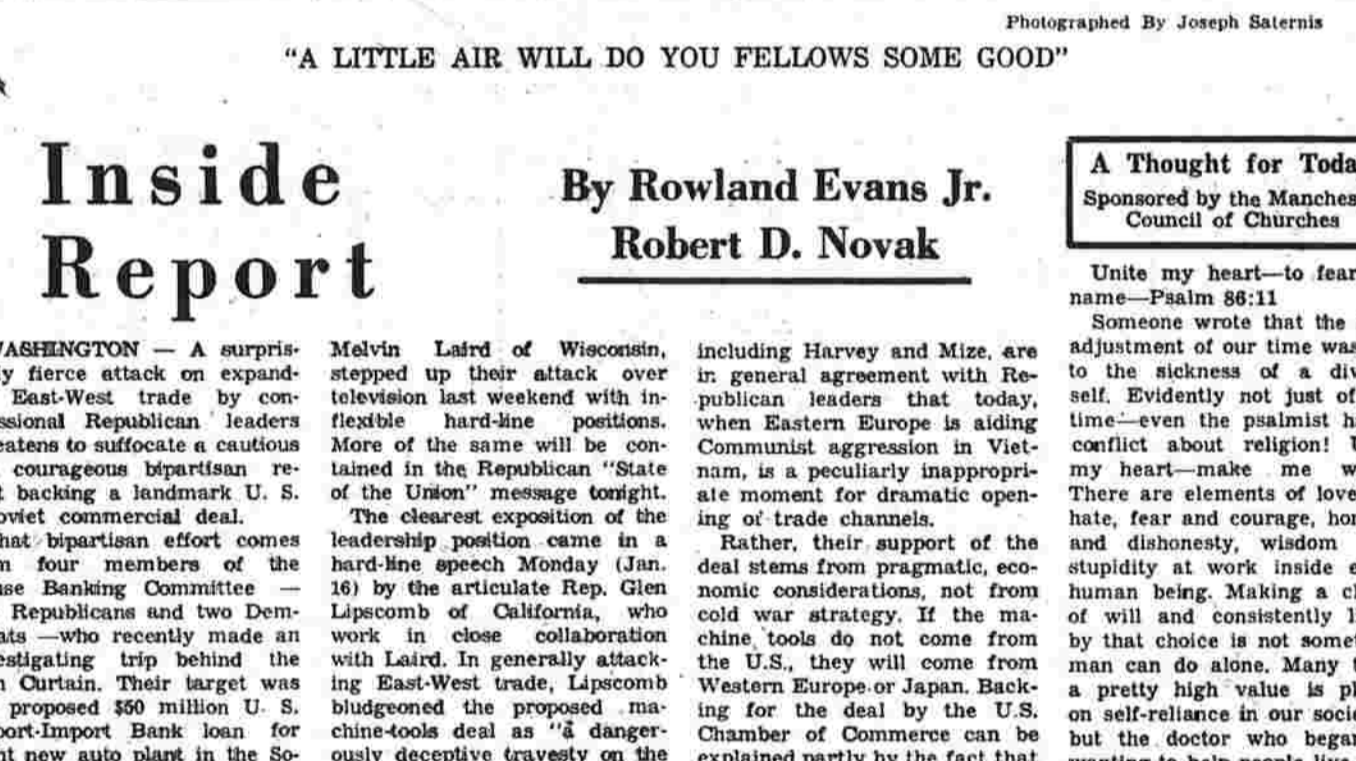 Photographed By Joseph Saternis
"A LITTLE AIR WILL DO YOU FELLOWS SOME GOOD"
Inside
Report
By Rowland Evans Jr.
Robert D. Novak
WASHINGTON — A surpris-
y fierce attack on expand-
East-West trade by con-
ssional Republican leaders
eatens to suffocate a cautious
courageous bipartisan re-
t backing a landmark U. S.
oviet commercial deal.
hat bipartisan effort comes
m four members of the
use Banking Committee —
Republicans and two Dem-
ats —who recently made an
estigating trip behind the
n Curtain. Their target was
proposed $50 million U. S.
port-Import Bank loan for
nt new auto plant in the So-
Melvin Laird of Wisconsin,
stepped up their attack over
television last weekend with in-
flexible hard-line positions.
More of the same will be con-
tained in the Republican "State
of the Union" message tonight.
The clearest exposition of the
leadership position came in a
hard-line speech Monday (Jan.
16) by the articulate Rep. Glen
Lipscomb of California, who
work in close collaboration
with Laird. In generally attack-
ing East-West trade, Lipscomb
bludgeoned the proposed ma-
chine-tools deal as "a danger-
ously deceptive travesty on the
including Harvey and Mize, are
in general agreement with Re-
publican leaders that today,
when Eastern Europe is aiding
Communist aggression in Viet-
nam, is a peculiarly inappropri-
ate moment for dramatic open-
ing of trade channels.
Rather, their support of the
deal stems from pragmatic, eco-
nomic considerations, not from
cold war strategy. If the ma-
chine tools do not come from
the U.S., they will come from
Western Europe or Japan. Back-
ing for the deal by the U.S.
Chamber of Commerce can be
explained partly by the fact that
A Thought for Toda
Sponsored by the Manches
Council of Churches
Unite my heart—to fear
name—Psalm 86:11
Someone wrote that the
adjustment of our time was
to the sickness of a div
self. Evidently not just of
time—even the psalmist ha
conflict about religion! U
my heart—make me w
There are elements of love
hate, fear and courage, hon
and dishonesty, wisdom
stupidity at work inside e
human being. Making a ch
of will and consistently li
by that choice is not somet
man can do alone. Many t
a pretty high value is pl
on self-reliance in our socie
but the doctor who began
wanting to help people live